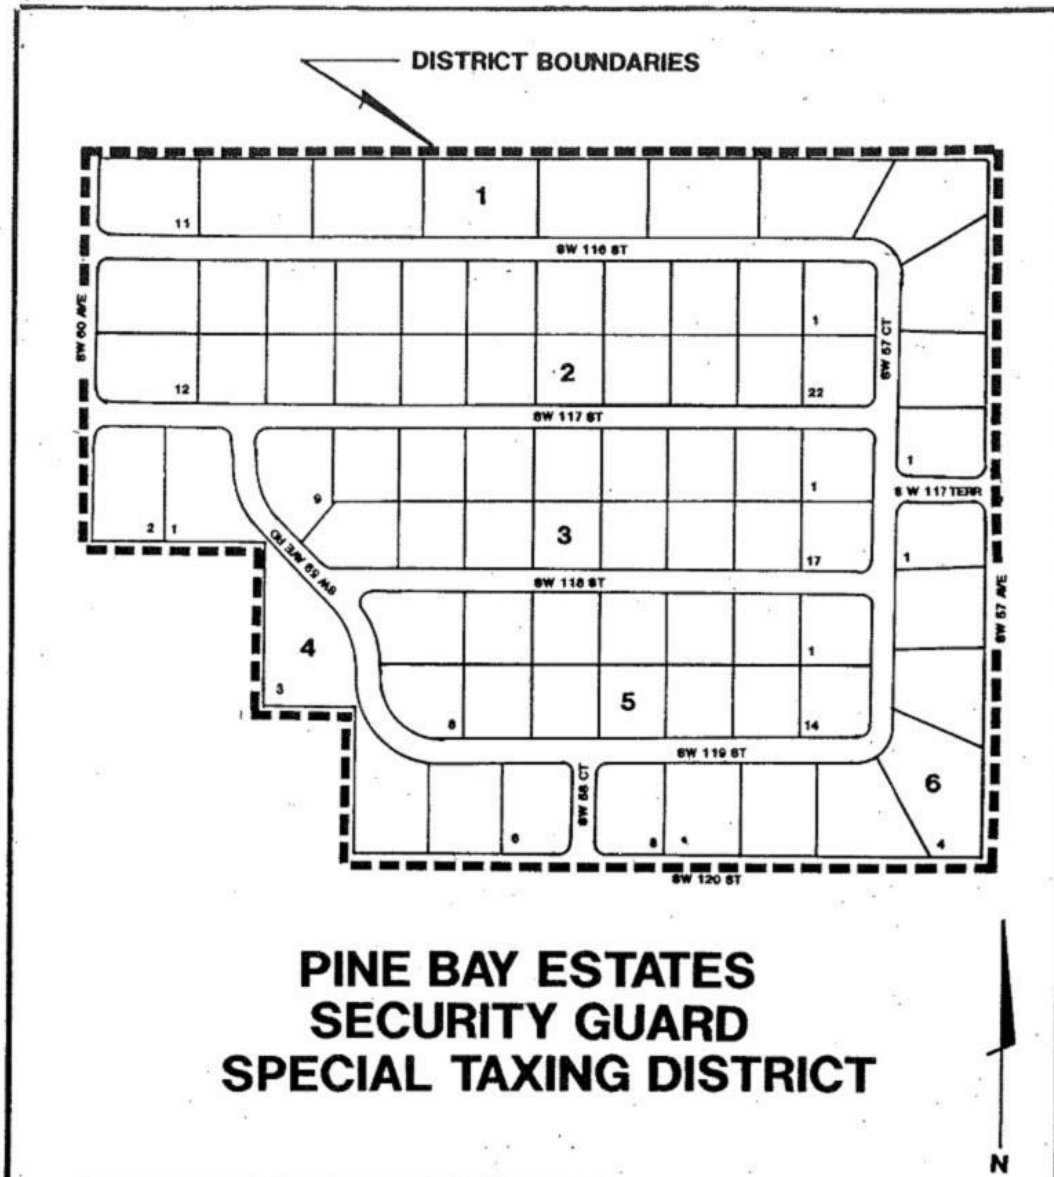 DISTRICT BOUNDARIES
1
11
SW 116 ST
SW 60 AVE
1
SW 57 CT
2
12
22
SW 117 ST
1
1
9
S W 117 TERR
2
1
3
1
17
SW 59 AVE RD
SW 118 ST
SW 57 AVE
4
1
3
5
8
14
SW 119 ST
6
SW 58 CT
6
8
4
SW 120 ST
PINE BAY ESTATES
SECURITY GUARD
SPECIAL TAXING DISTRICT
N